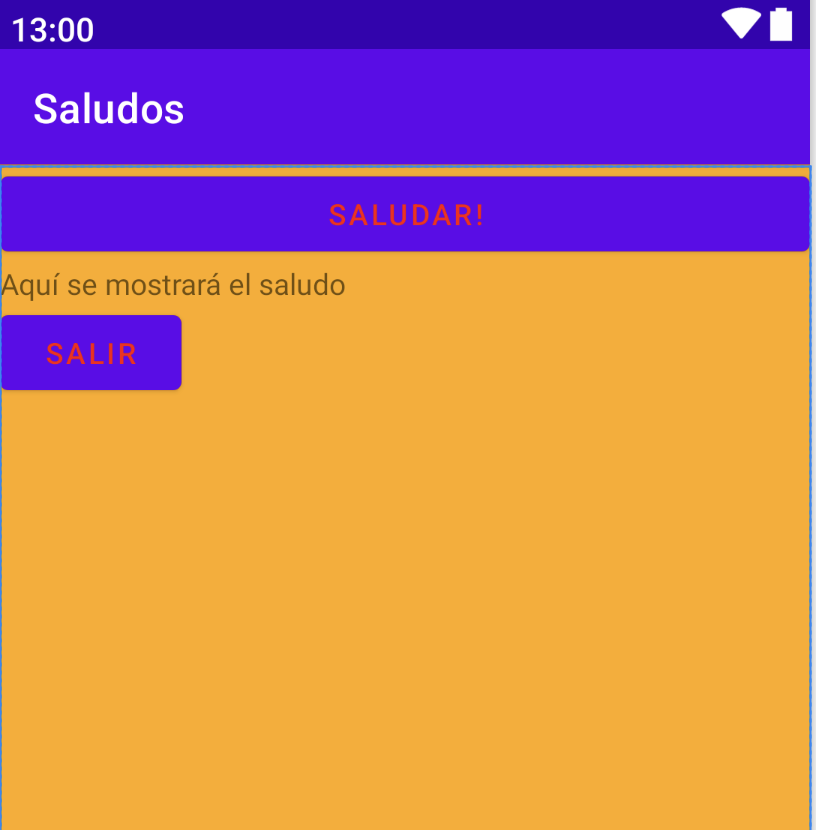 13:00
Saludos
SALUDAR!
Aquí se mostrará el saludo
SALIR